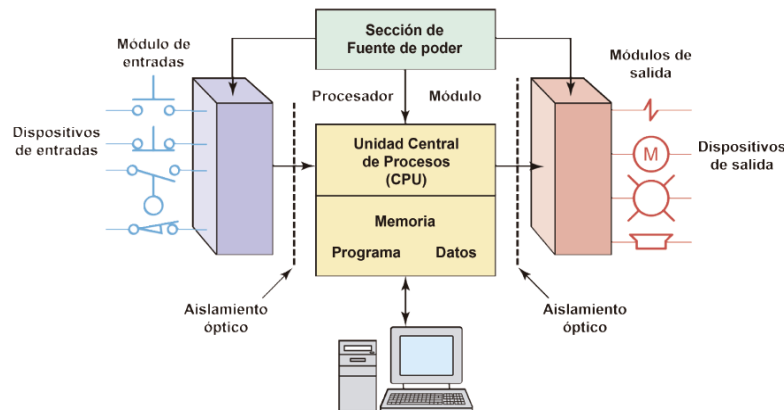 Sección de
Fuente de poder
Módulo de
entradas
Módulos de
salida
Procesador
Módulo
Dispositivos
de entradas
Unidad Central
de Procesos
(CPU)
M
Dispositivos
de salida
Memoria
Programa
Datos
Aislamiento
óptico
Aislamiento
óptico